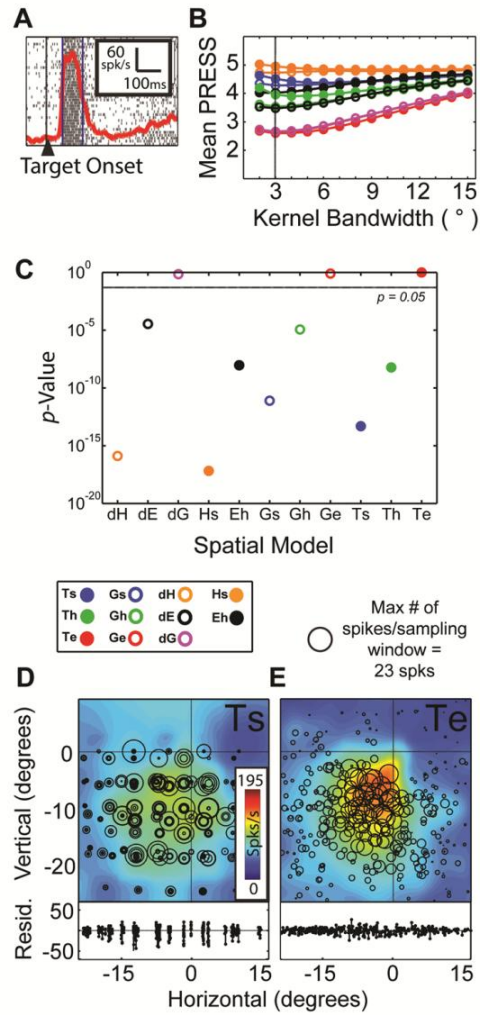 A
60
spk/s
100ms
Target Onset
B
Mean PRESS
5
4
3
2
3 6 9 12 15
Kernel Bandwidth ( ° )
C
p-Value
10^0
10^-5
10^-10
10^-15
10^-20
p = 0.05
dH dE dG Hs Eh Gs Gh Ge Ts Th Te
Spatial Model
Ts Gs dH Hs
Th Gh dE Eh
Te Ge dG
Max # of
spikes/sampling
window =
23 spks
D
Ts
Vertical (degrees)
0
-10
-20
195
Spks/s
0
Resid.
50
-50
-15 0 15
E
Te
-15 0 15
Horizontal (degrees)